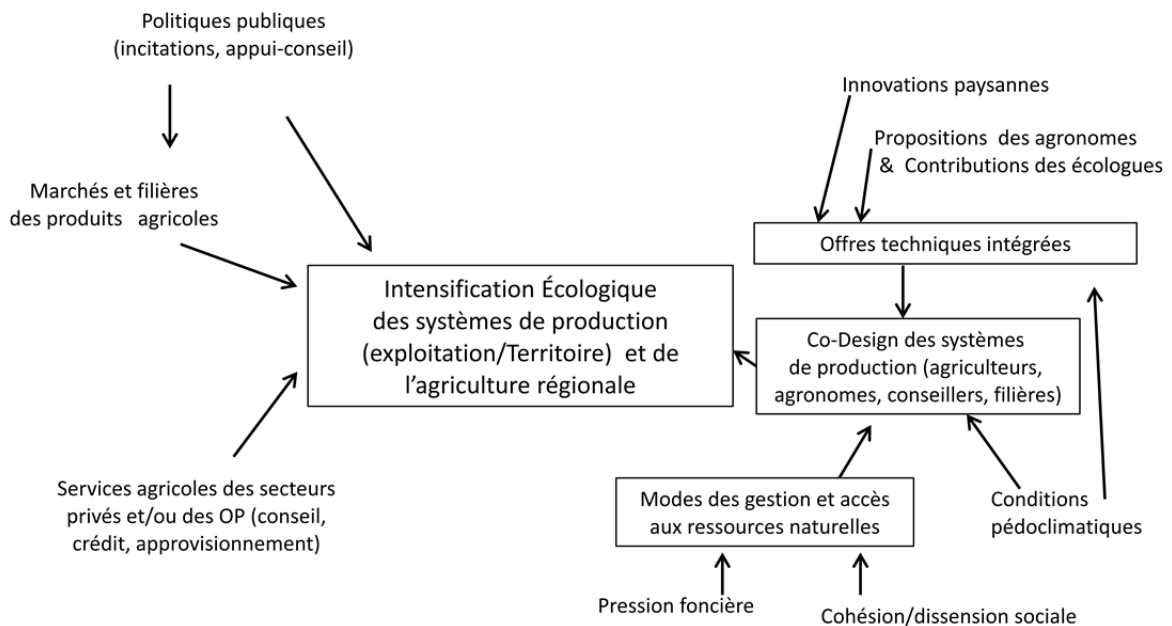 Politiques publiques
(incitations, appui-conseil)
Marchés et filières
des produits agricoles
Innovations paysannes
Propositions des agronomes
& Contributions des écologues
Offres techniques intégrées
Intensification Écologique
des systèmes de production
(exploitation/Territoire) et de
l’agriculture régionale
Co-Design des systèmes
de production (agriculteurs,
agronomes, conseillers, filières)
Services agricoles des secteurs
privés et/ou des OP (conseil,
crédit, approvisionnement)
Modes des gestion et accès
aux ressources naturelles
Conditions
pédoclimatiques
Pression foncière
Cohésion/dissension sociale